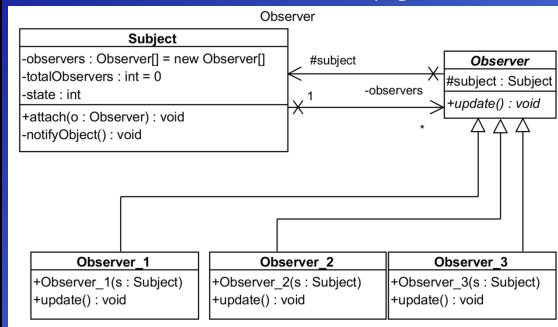 Observer
Subject
-observers : Observer[] = new Observer[]
-totalObservers : int = 0
-state : int
+attach(o : Observer) : void
-notifyObject() : void
#subject
1
-observers
*
Observer
#subject : Subject
+update() : void
Observer_1
+Observer_1(s : Subject)
+update() : void
Observer_2
+Observer_2(s : Subject)
+update() : void
Observer_3
+Observer_3(s : Subject)
+update() : void